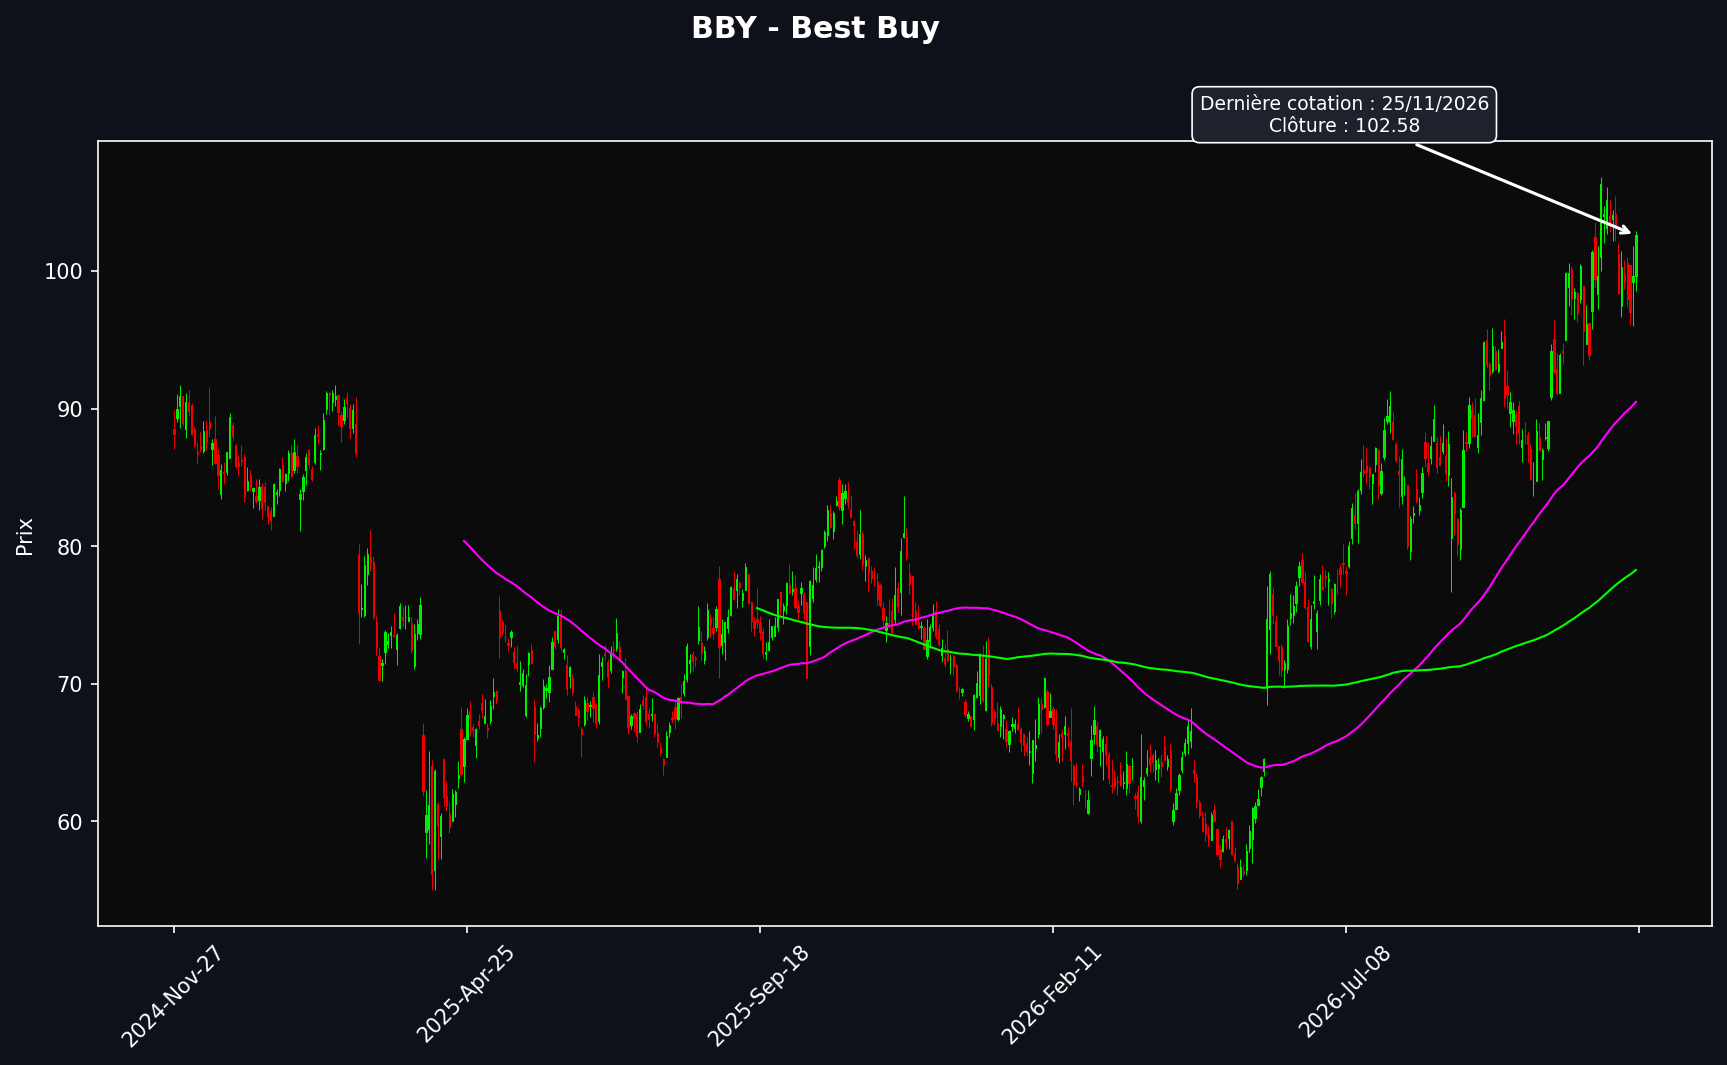 BBY - Best Buy
Dernière cotation : 25/11/2026
Clôture : 102.58
Prix
100
90
80
70
60
2024-Nov-27
2025-Apr-25
2025-Sep-18
2026-Feb-11
2026-Jul-08